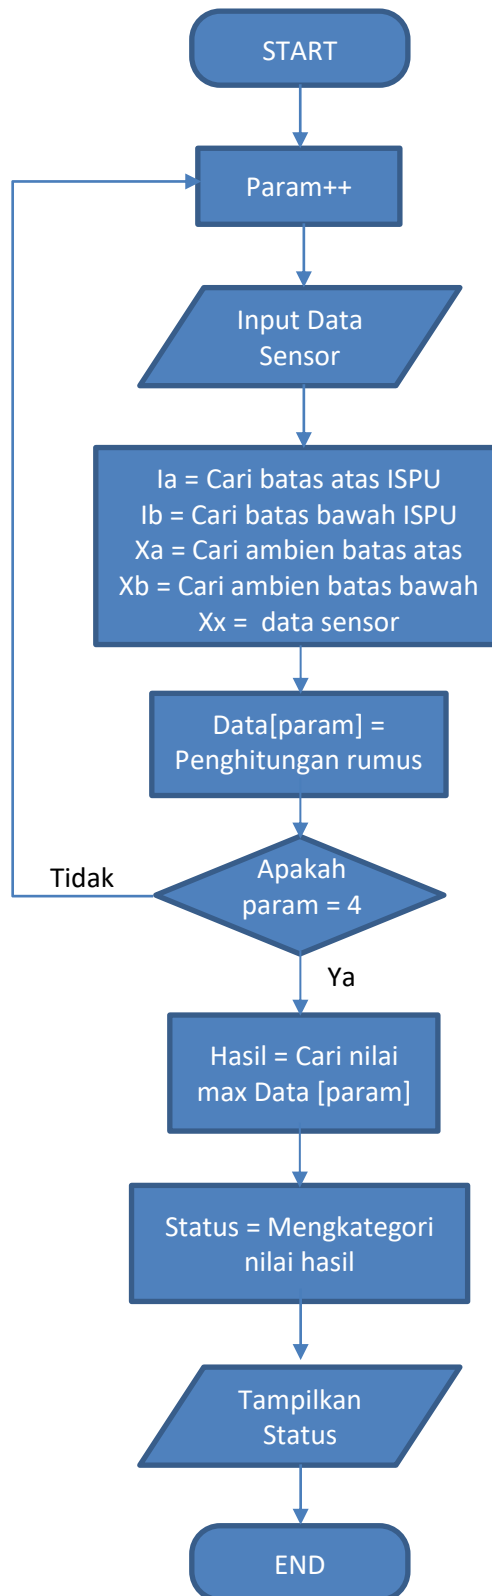 START
Param++
Input Data
Sensor
Ia = Cari batas atas ISPU
Ib = Cari batas bawah ISPU
Xa = Cari ambien batas atas
Xb = Cari ambien batas bawah
Xx =  data sensor
Data[param] =
Penghitungan rumus
Apakah
param = 4
Tidak
Ya
Hasil = Cari nilai
max Data [param]
Status = Mengkategori
nilai hasil
Tampilkan
Status
END